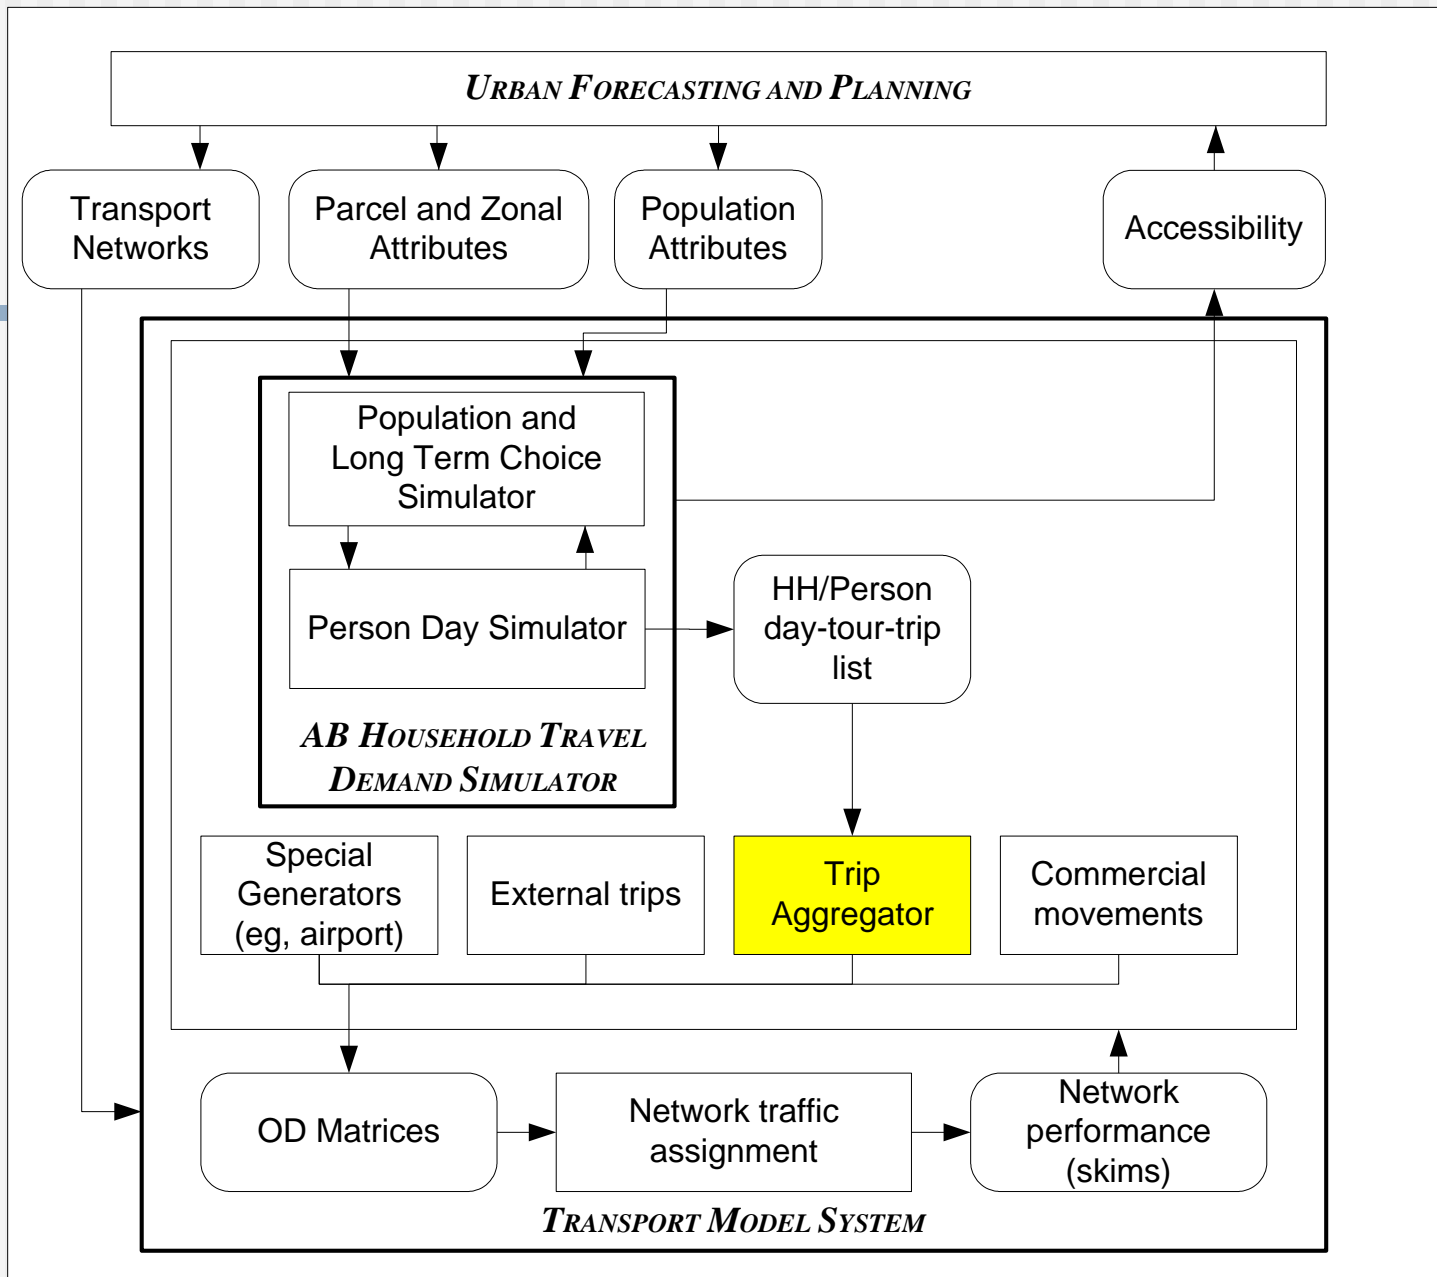 URBAN FORECASTING AND PLANNING
Transport
Networks
Parcel and Zonal
Attributes
Population
Attributes
Accessibility
Population and
Long Term Choice
Simulator
Person Day Simulator
HH/Person
day-tour-trip
list
AB HOUSEHOLD TRAVEL
DEMAND SIMULATOR
Special
Generators
(eg, airport)
External trips
Trip
Aggregator
Commercial
movements
OD Matrices
Network traffic
assignment
Network
performance
(skims)
TRANSPORT MODEL SYSTEM